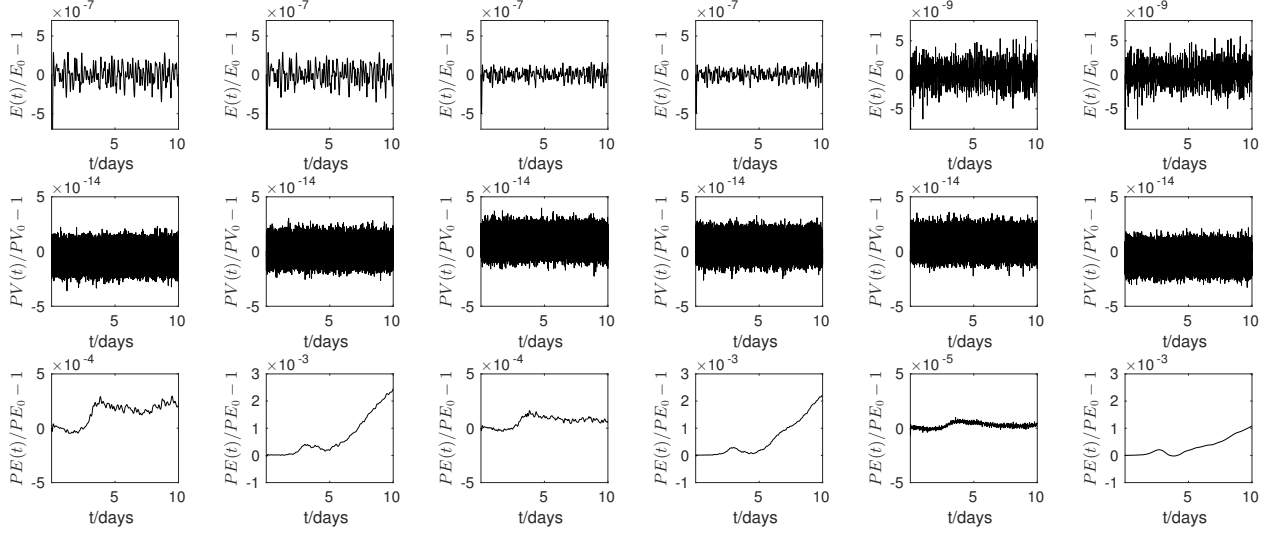 ×10 -7 ×10 -7 ×10 -7 ×10 -7 ×10 -9 ×10 -9
E(t)/E0 − 1 E(t)/E0 − 1 E(t)/E0 − 1 E(t)/E0 − 1 E(t)/E0 − 1 E(t)/E0 − 1
5 5 5 5 5 5
0 0 0 0 0 0
-5 -5 -5 -5 -5 -5
5 10 5 10 5 10 5 10 5 10 5 10
t/days t/days t/days t/days t/days t/days
×10 -14 ×10 -14 ×10 -14 ×10 -14 ×10 -14 ×10 -14
PV(t)/PV0 − 1 PV(t)/PV0 − 1 PV(t)/PV0 − 1 PV(t)/PV0 − 1 PV(t)/PV0 − 1 PV(t)/PV0 − 1
5 5 5 5 5 5
0 0 0 0 0 0
-5 -5 -5 -5 -5 -5
5 10 5 10 5 10 5 10 5 10 5 10
t/days t/days t/days t/days t/days t/days
×10 -4 ×10 -3 ×10 -4 ×10 -3 ×10 -5 ×10 -3
PE(t)/PE0 − 1 PE(t)/PE0 − 1 PE(t)/PE0 − 1 PE(t)/PE0 − 1 PE(t)/PE0 − 1 PE(t)/PE0 − 1
5 3 5 3 5 3
2 2 2
0 1 0 1 0 1
0 0 0
-5 -1 -5 -1 -5 -1
5 10 5 10 5 10 5 10 5 10 5 10
t/days t/days t/days t/days t/days t/days